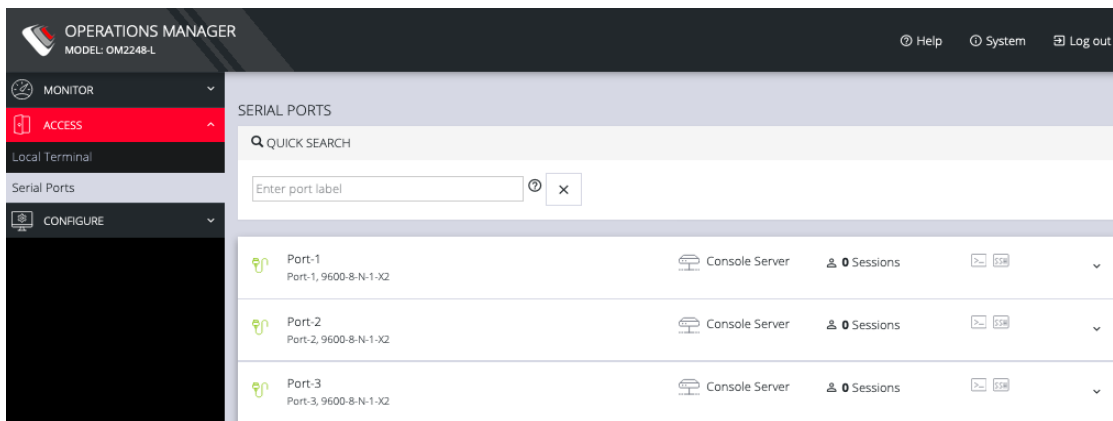 OPERATIONS MANAGER
MODEL: OM2248-L
Help
System
Log out
MONITOR
ACCESS
Local Terminal
Serial Ports
CONFIGURE
SERIAL PORTS
QUICK SEARCH
Enter port label
Port-1
Port-1, 9600-8-N-1-X2
Console Server
0 Sessions
SSH
Port-2
Port-2, 9600-8-N-1-X2
Console Server
0 Sessions
SSH
Port-3
Port-3, 9600-8-N-1-X2
Console Server
0 Sessions
SSH